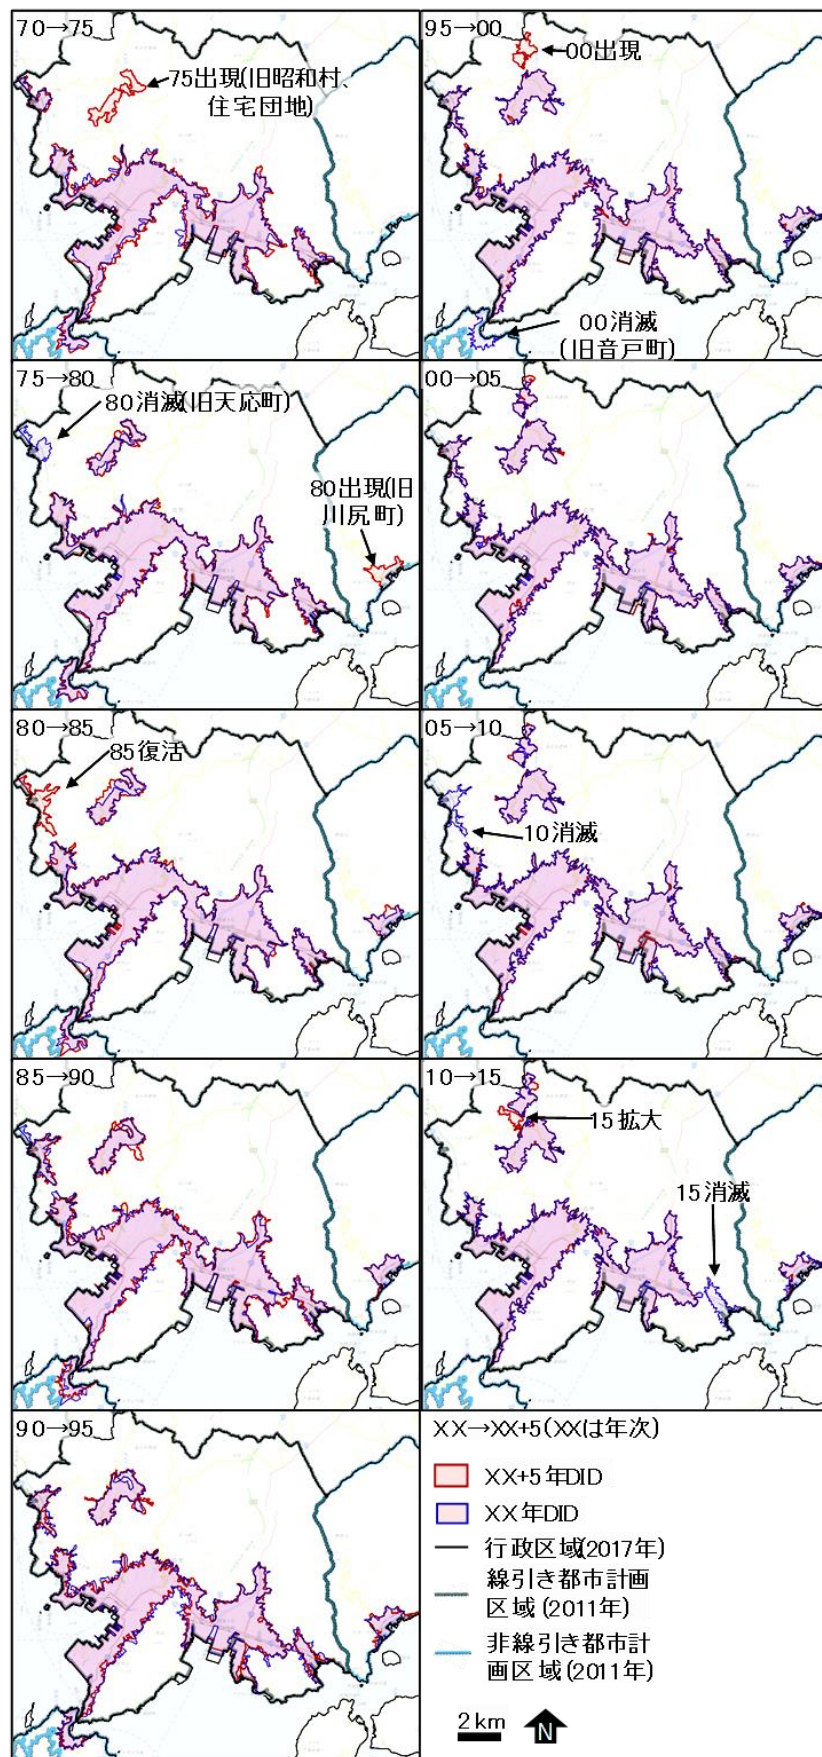 70→75
75出現(旧昭和村、
住宅団地)
75→80
80消滅(旧天応町)
80出現(旧
川尻町)
80→85
85復活
85→90
90→95
95→00
00出現
00消滅
(旧音戸町)
00→05
05→10
10消滅
10→15
15拡大
15消滅
XX→XX+5(XXは年次)
XX+5年DID
XX年DID
行政区域(2017年)
線引き都市計画
区域(2011年)
非線引き都市計
画区域(2011年)
2km
N